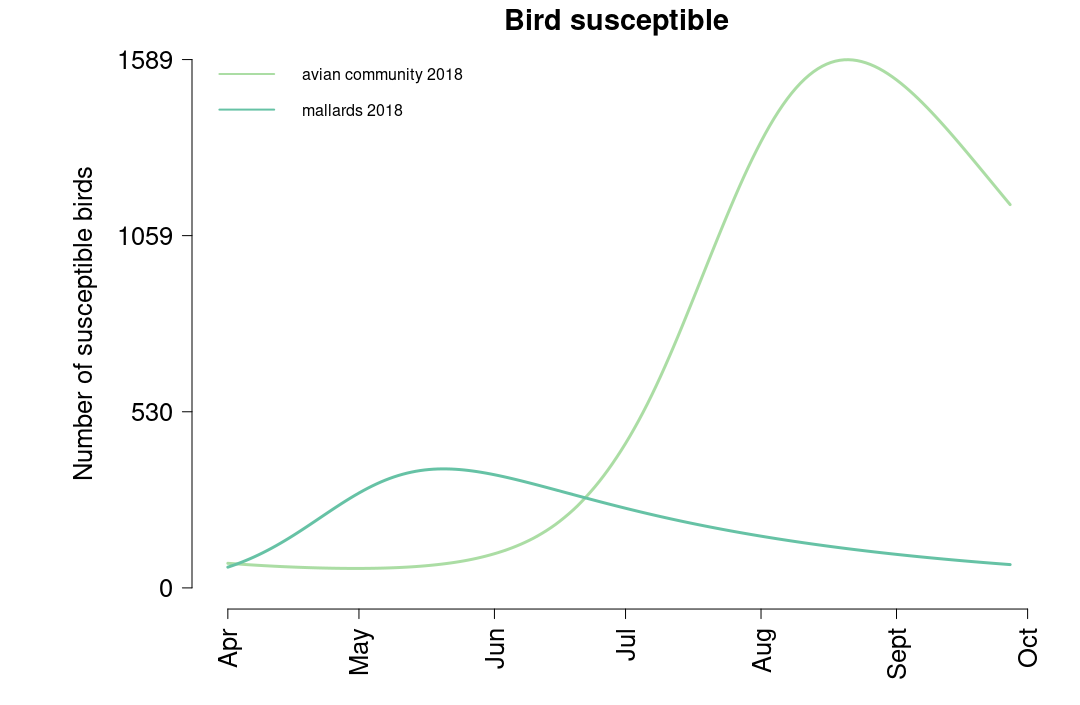 Bird susceptible
avian community 2018
mallards 2018
Number of susceptible birds
1589
1059
530
0
Apr
May
Jun
Jul
Aug
Sept
Oct